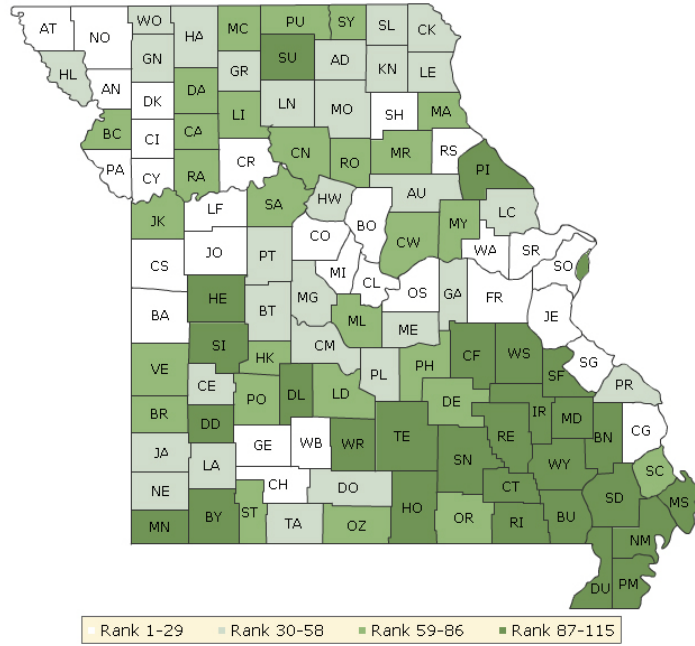 AT NO WO HA MC PU SY SL CK
HL GN GR SU AD KN LE
AN DK DA LI LN MO SH MA
BC CI CA CN RO MR RS PI
PA CY RA CR
JK LF SA HW BO AU LC
CS JO PT CO CW MY WA SR SO
MI CL
BA HE BT MG OS GA FR JE
SI ML ME
VE HK CM PL PH CF WS SF SG PR
CE
BR PO DL LD DE IR MD
DD WB WR TE RE BN CG
JA LA GE SN WY SC
NE CH DO CT SD MS
MN BY ST TA OZ HO OR RI BU
NM
DU PM
Rank 1-29 Rank 30-58 Rank 59-86 Rank 87-115